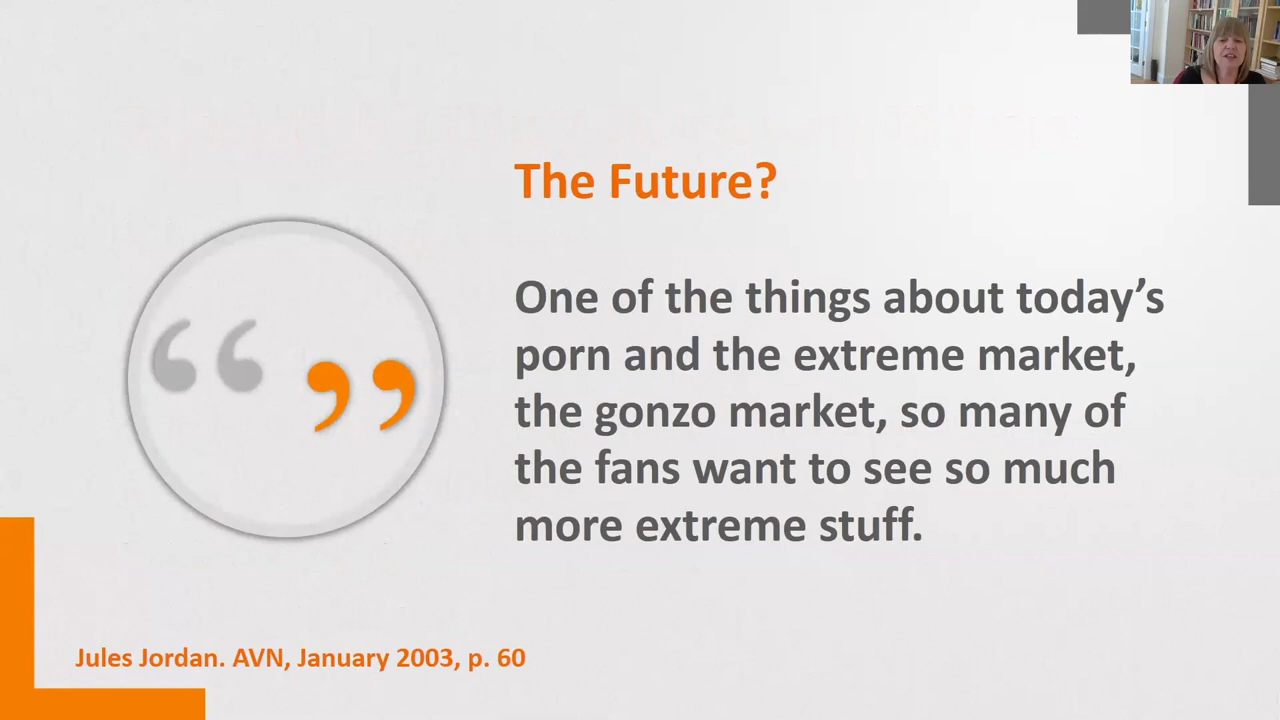 The Future?
One of the things about today’s
porn and the extreme market,
the gonzo market, so many of
the fans want to see so much
more extreme stuff.
Jules Jordan. AVN, January 2003, p. 60